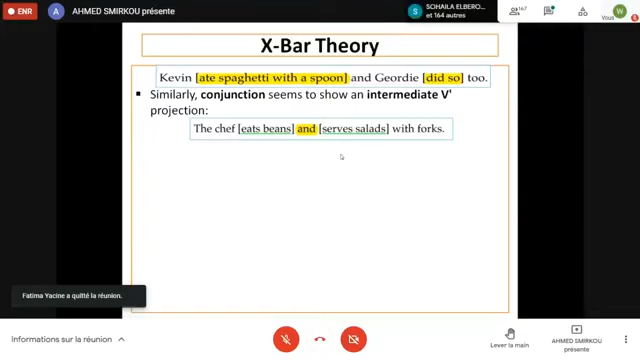 ENR
A
AHMED SMIRKOU présente
S
SOHAILA ELBERO...
et 164 autres
167
Vous
W
X-Bar Theory
Kevin [ate spaghetti with a spoon] and Geordie [did so] too.
▪ Similarly, conjunction seems to show an intermediate V'
projection:
The chef [eats beans] and [serves salads] with forks.
Fatima Yacine a quitté la réunion.
Informations sur la réunion
Lever la main
AHMED SMIRKOU
présente